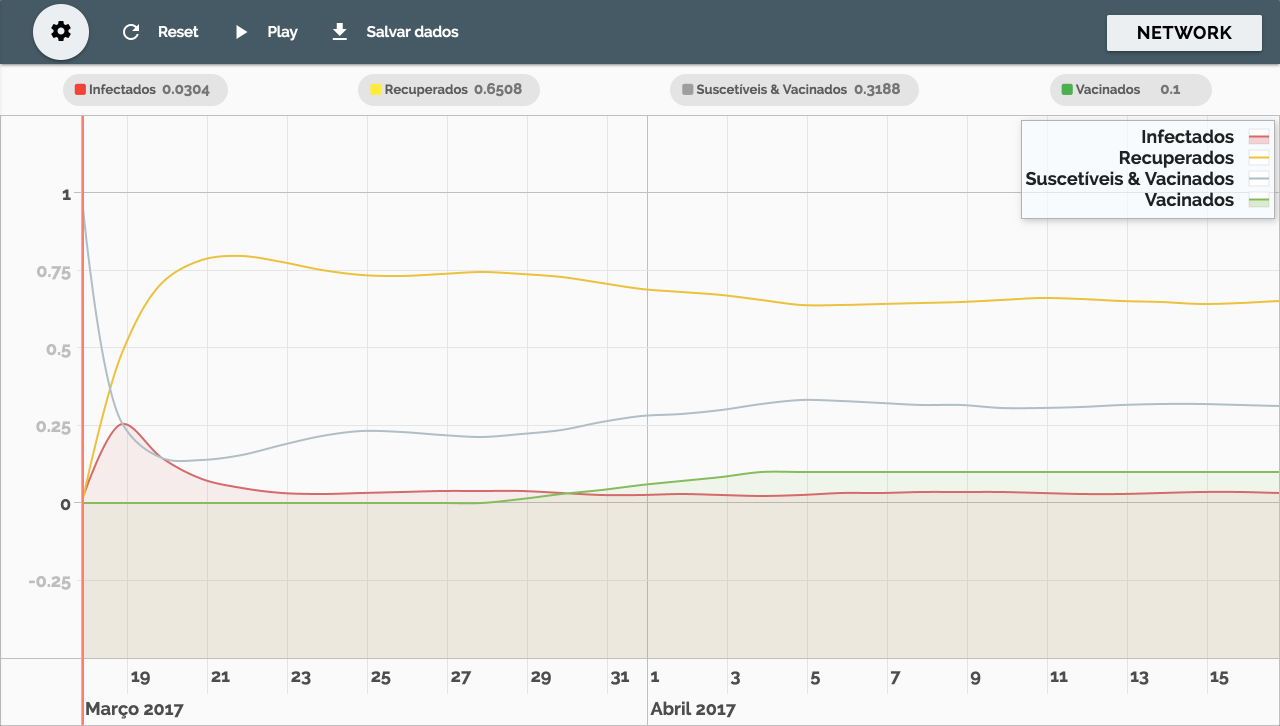 Reset Play Salvar dados NETWORK
Infectados 0.0304 Recuperados 0.6508 Suscetíveis & Vacinados 0.3188 Vacinados 0.1
Infectados
Recuperados
Suscetíveis & Vacinados
Vacinados
1
0.75
0.5
0.25
0
-0.25
19 21 23 25 27 29 31 1 3 5 7 9 11 13 15
Março 2017 Abril 2017